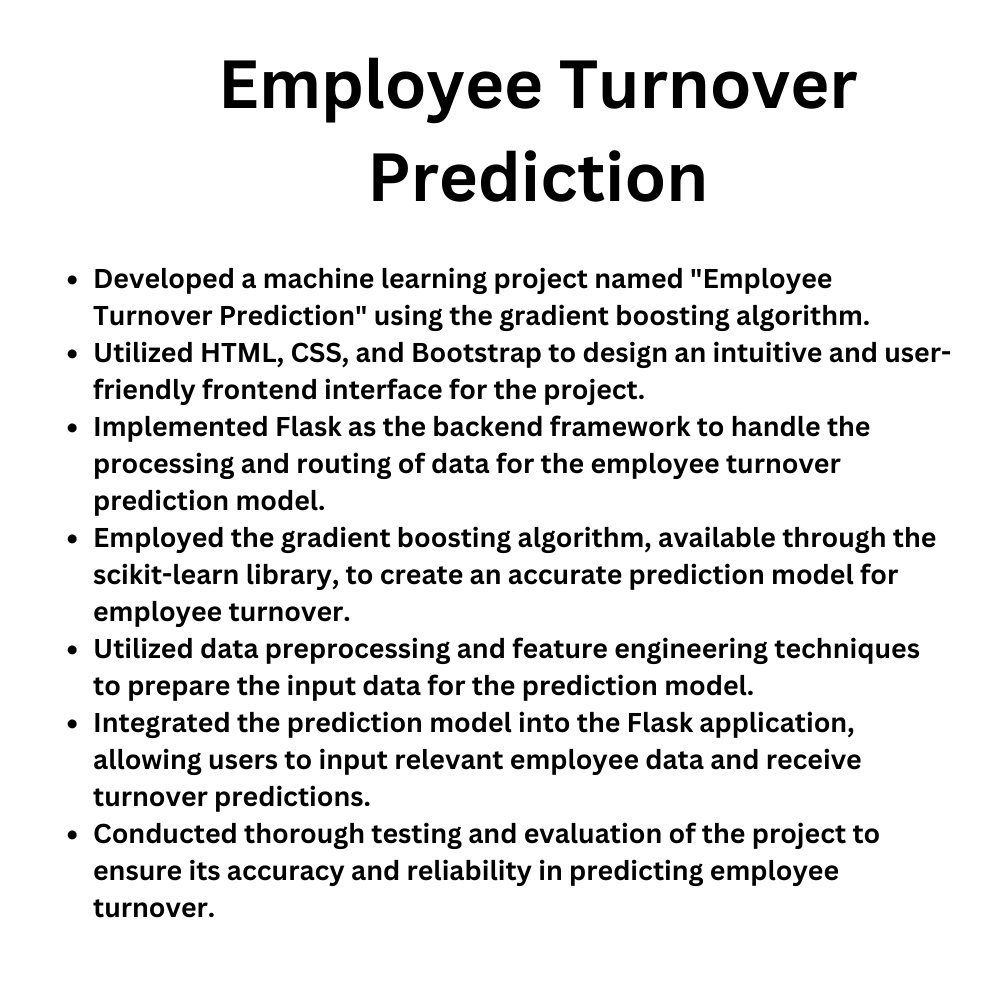 Employee Turnover
Prediction
• Developed a machine learning project named "Employee
Turnover Prediction" using the gradient boosting algorithm.
• Utilized HTML, CSS, and Bootstrap to design an intuitive and user-
friendly frontend interface for the project.
• Implemented Flask as the backend framework to handle the
processing and routing of data for the employee turnover
prediction model.
• Employed the gradient boosting algorithm, available through the
scikit-learn library, to create an accurate prediction model for
employee turnover.
• Utilized data preprocessing and feature engineering techniques
to prepare the input data for the prediction model.
• Integrated the prediction model into the Flask application,
allowing users to input relevant employee data and receive
turnover predictions.
• Conducted thorough testing and evaluation of the project to
ensure its accuracy and reliability in predicting employee
turnover.